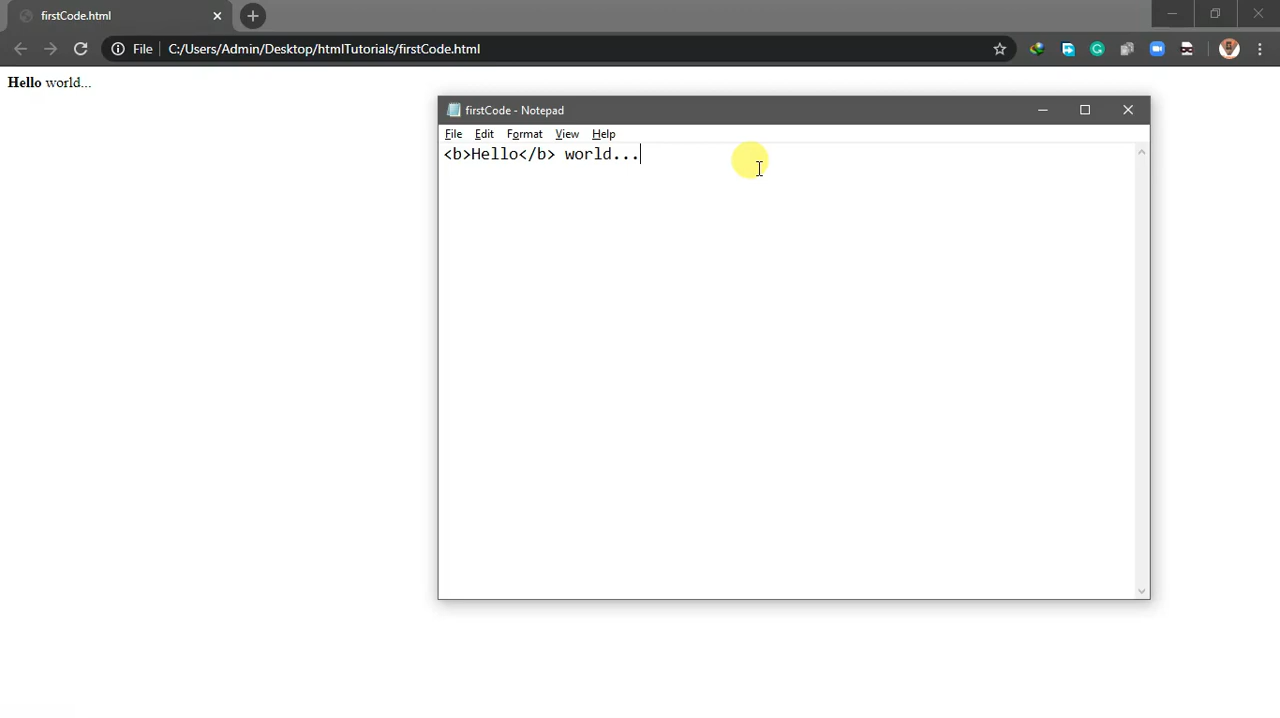 firstCode.html
File C:/Users/Admin/Desktop/htmlTutorials/firstCode.html
Hello world...
firstCode - Notepad
File Edit Format View Help
<b>Hello</b> world...